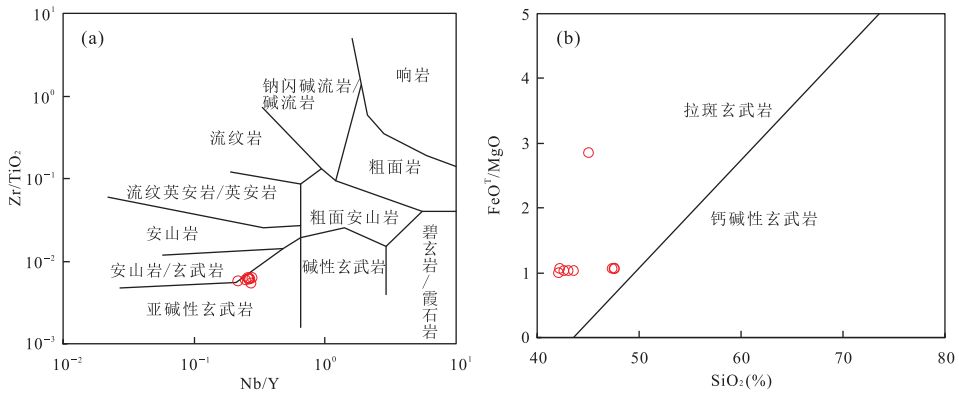 (a)
10¹
10⁰
10⁻¹
10⁻²
10⁻³
Zr/TiO₂
响岩
钠闪碱流岩/
碱流岩
流纹岩
粗面岩
流纹英安岩/英安岩
粗面安山岩
安山岩
碱性玄武岩
安山岩/玄武岩
亚碱性玄武岩
碧玄岩/霞石岩
10⁻²
10⁻¹
10⁰
10¹
Nb/Y
(b)
5
4
3
2
1
0
FeOᵀ/MgO
拉斑玄武岩
钙碱性玄武岩
40
50
60
70
80
SiO₂(%)